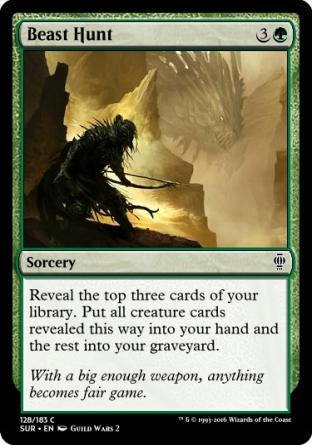 Beast Hunt 3
Sorcery
Reveal the top three cards of your
library. Put all creature cards
revealed this way into your hand and
the rest into your graveyard.
With a big enough weapon, anything
becomes fair game.
128/183 C
SUR • EN Guild Wars 2
™ & © 1993-2016 Wizards of the Coast